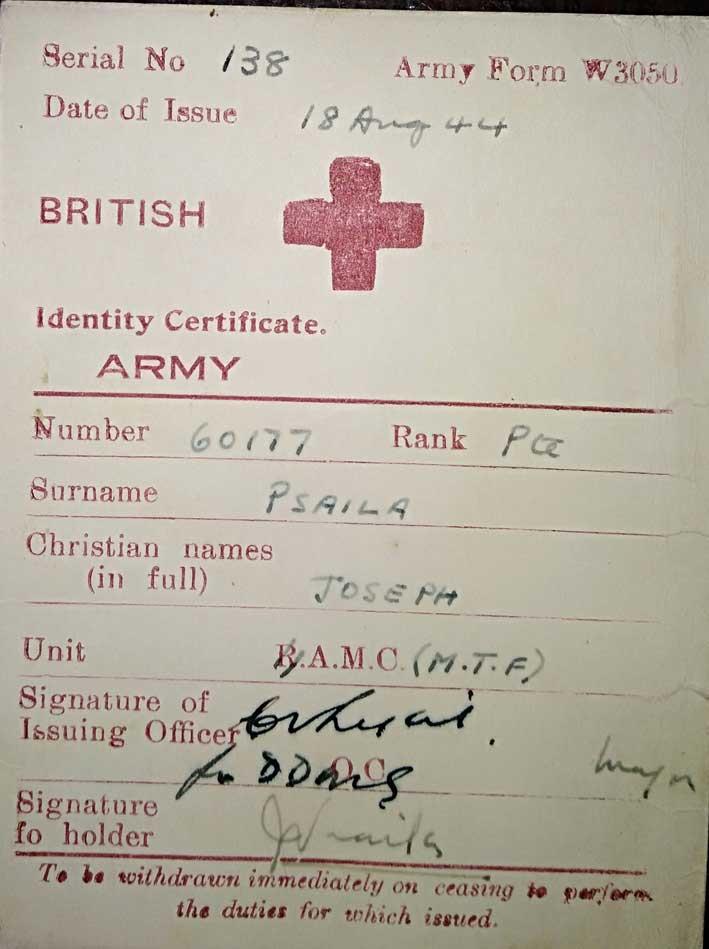 Serial No 138 Army Form W3050
Date of Issue 18 Aug 44
BRITISH
Identity Certificate.
ARMY
Number 60177 Rank Pte
Surname PSAILA
Christian names
(in full) JOSEPH
Unit R.A.M.C. (M.T.F)
Signature of
Issuing Officer
O.C. Major
Signature
fo holder J Psaila
To be withdrawn immediately on ceasing to perform
the duties for which issued.